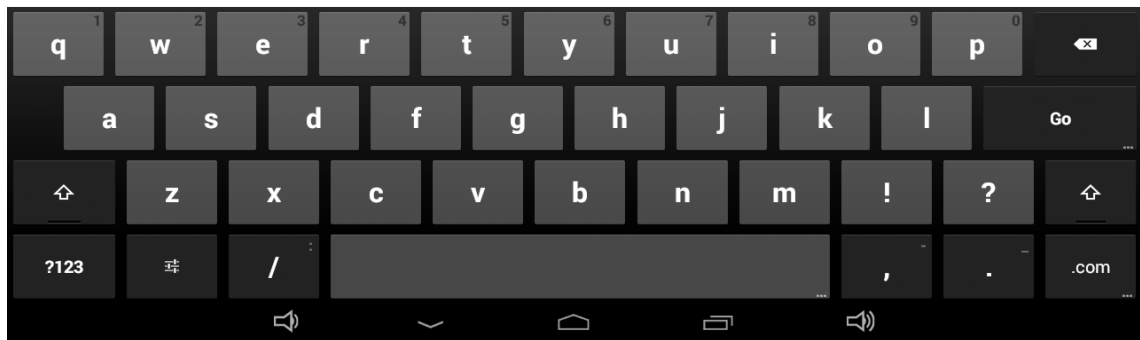 1 2 3 4 5 6 7 8 9 0
q w e r t y u i o p
a s d f g h j k l Go ...
z x c v b n m ! ?
: - _
?123 / ... , . .com ...